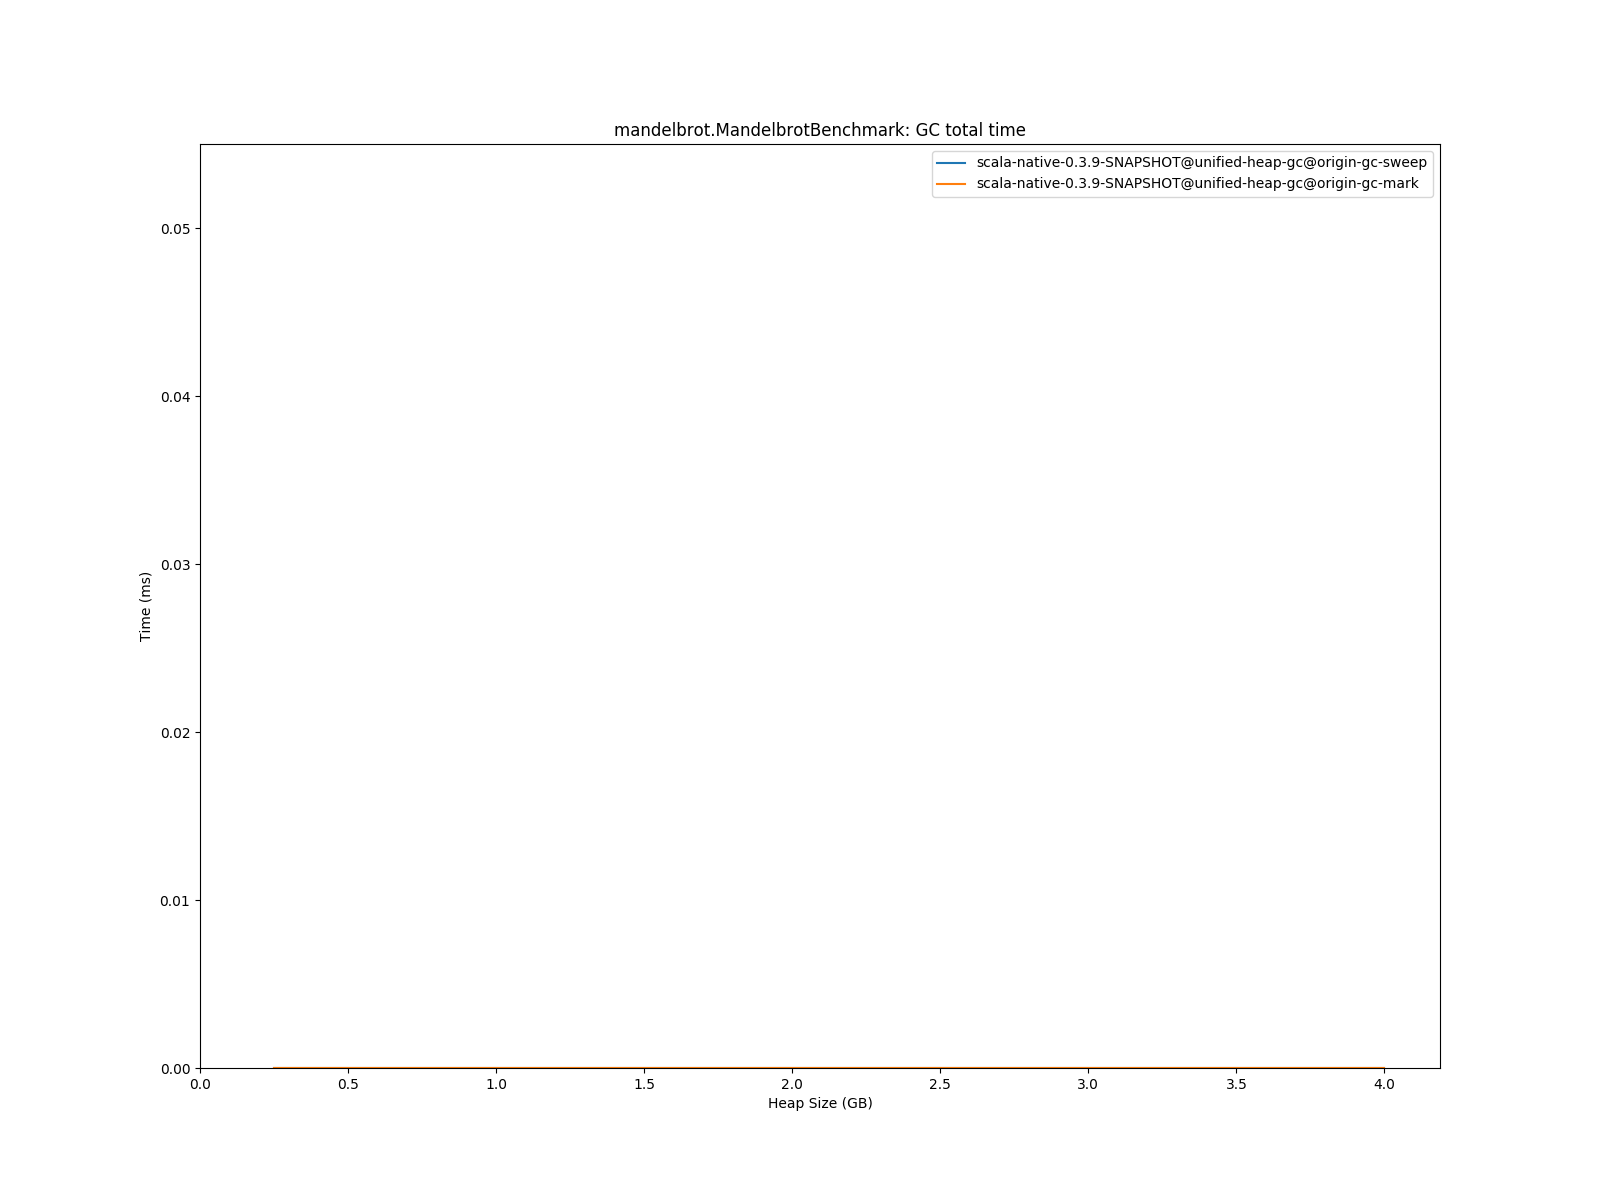 mandelbrot.MandelbrotBenchmark: GC total time
scala-native-0.3.9-SNAPSHOT@unified-heap-gc@origin-gc-sweep
scala-native-0.3.9-SNAPSHOT@unified-heap-gc@origin-gc-mark
0.05
0.04
0.03
0.02
0.01
0.00
Time (ms)
0.0 0.5 1.0 1.5 2.0 2.5 3.0 3.5 4.0
Heap Size (GB)